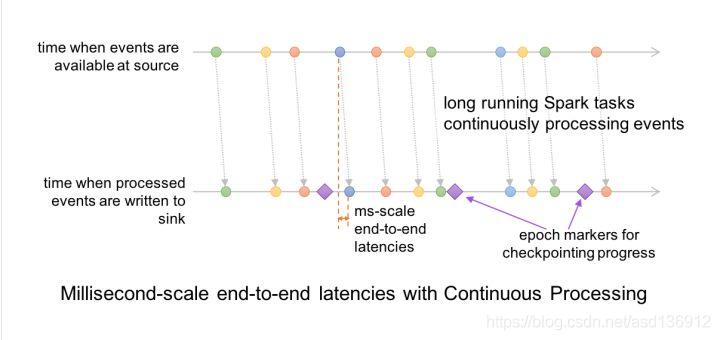 time when events are
available at source
long running Spark tasks
continuously processing events
time when processed
events are written to
sink
ms-scale
end-to-end
latencies
epoch markers for
checkpointing progress
Millisecond-scale end-to-end latencies with Continuous Processing
https://blog.csdn.net/asd136912